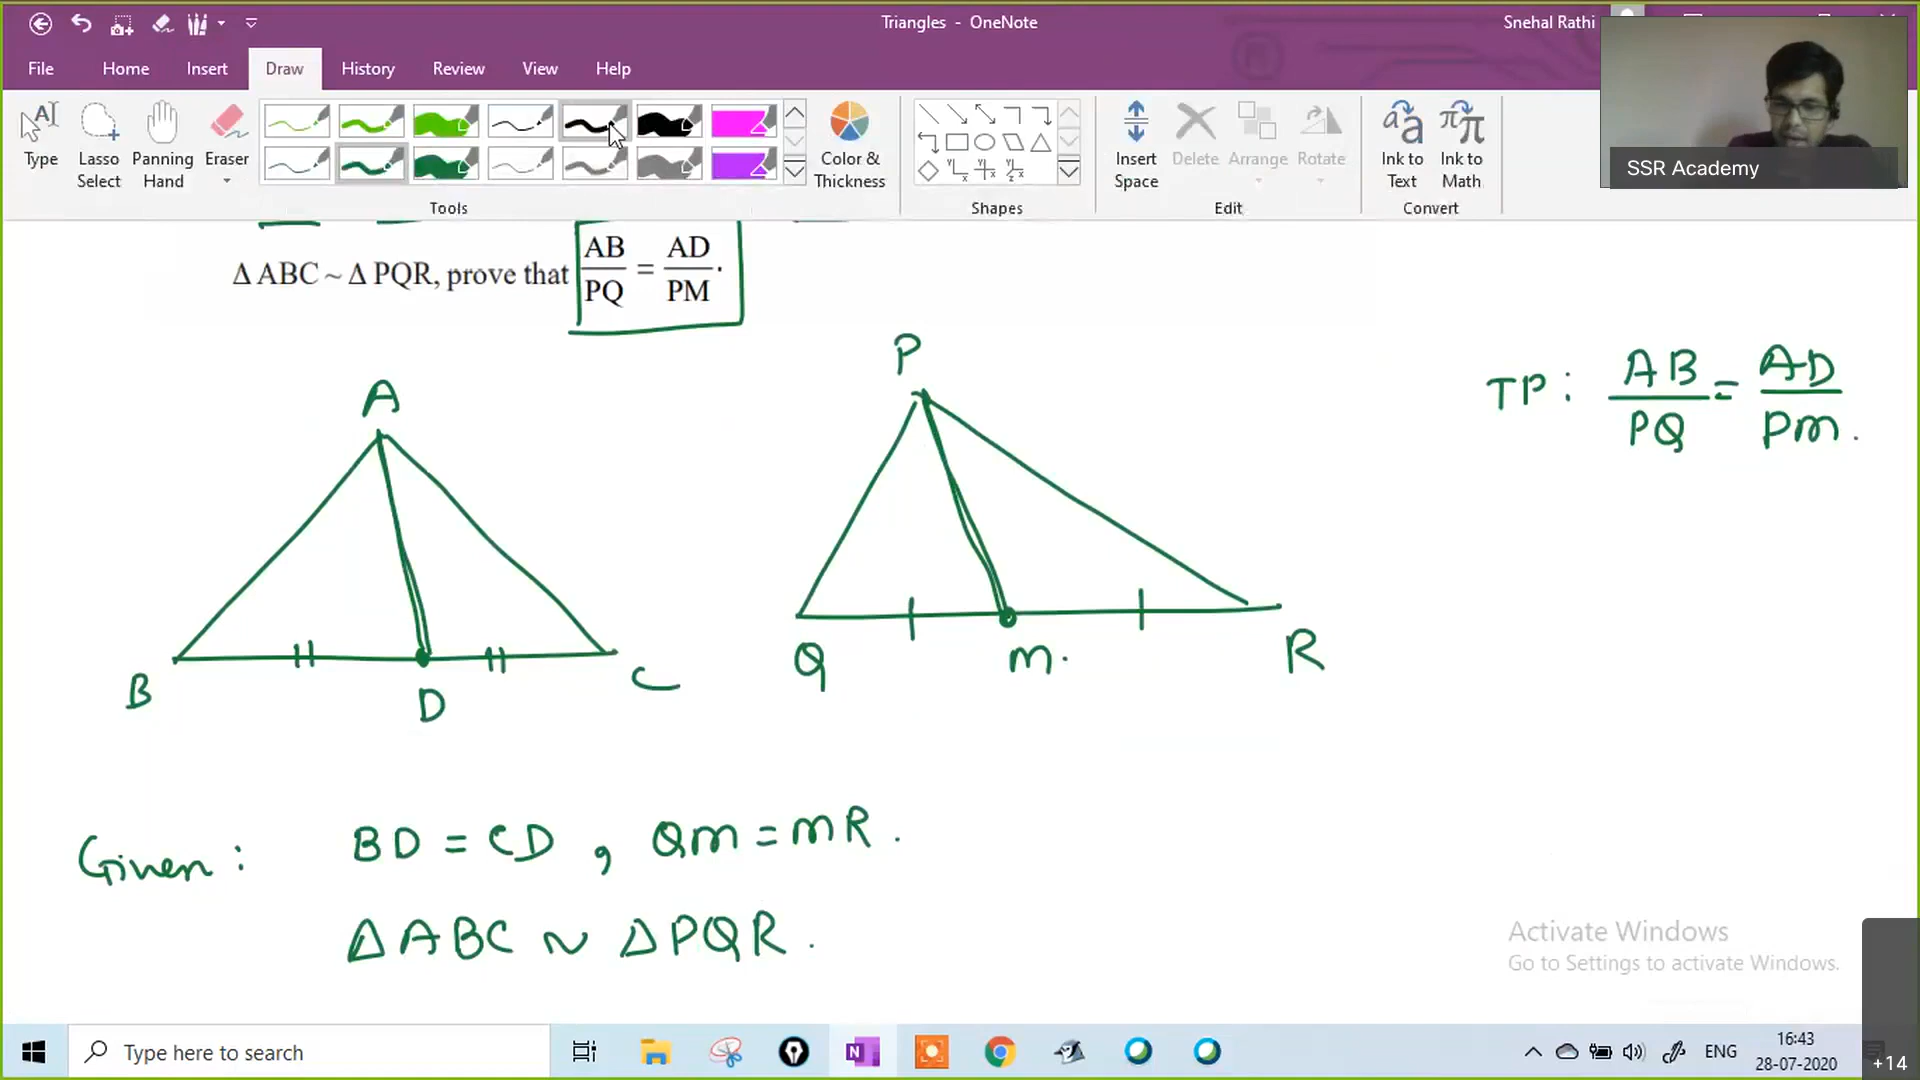 Triangles - OneNote
Snehal Rathi
File Home Insert Draw History Review View Help
Type
Lasso Select
Panning Hand
Eraser
Color & Thickness
Insert Space
Delete
Arrange
Rotate
Ink to Text
Ink to Math
Tools
Shapes
Edit
Convert
SSR Academy
Δ ABC ~ Δ PQR, prove that AB/PQ = AD/PM.
TP : AB/PQ = AD/PM.
A
P
B
D
C
Q
M.
R
Given : BD = CD , QM = MR .
Δ ABC ~ Δ PQR .
Activate Windows
Go to Settings to activate Windows.
Type here to search
ENG
16:43
28-07-2020
+14